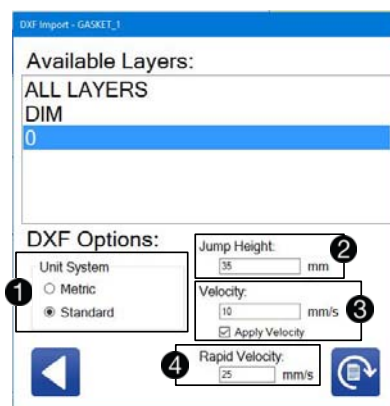 DXF Import - GASKET_1
Available Layers:
ALL LAYERS
DIM
0
DXF Options:
1
Unit System
Metric
Standard
Jump Height:
2
35 mm
Velocity:
3
10 mm/s
Apply Velocity
4
Rapid Velocity:
25 mm/s